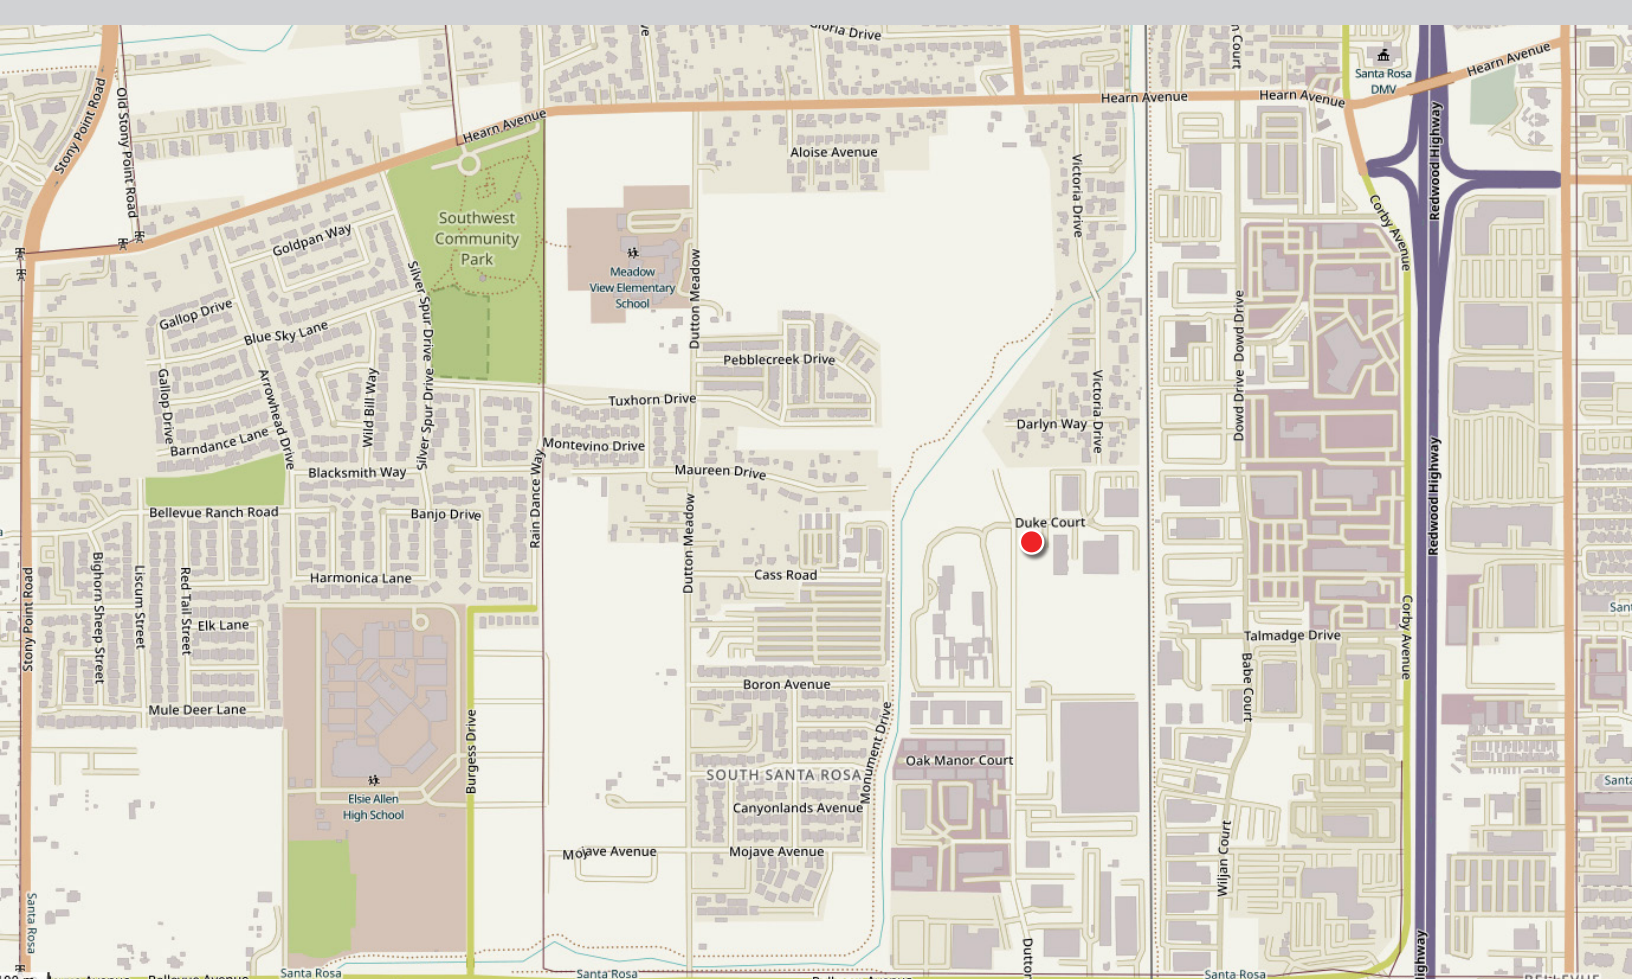 Gloria Drive
Court
Santa Rosa
DMV
Hearn Avenue
Stony Point Road
Old Stony Point Road
Hearn Avenue
Hearn Avenue
Hearn Avenue
Redwood Highway
Aloise Avenue
Victoria Drive
Corby Avenue
Southwest
Community
Park
Goldpan Way
Meadow
View Elementary
School
Dutton Meadow
Silver Spur Drive
Gallop Drive
Blue Sky Lane
Dowd Drive
Pebblecreek Drive
Gallop Drive
Arrowhead Drive
Wild Bill Way
Silver Spur Drive
Tuxhorn Drive
Victoria Drive
Dowd Drive
Darlyn Way
Barndance Lane
Montevino Drive
Blacksmith Way
Maureen Drive
Redwood Highway
Rain Dance Way
Bellevue Ranch Road
Banjo Drive
Dutton Meadow
Duke Court
Stony Point Road
Bighorn Sheep Street
Liscum Street
Red Tail Street
Harmonica Lane
Cass Road
Corby Avenue
Elk Lane
Talmadge Drive
Babe Court
Mule Deer Lane
Boron Avenue
Burgess Drive
Monument Drive
Oak Manor Court
SOUTH SANTA ROSA
Elsie Allen
High School
Canyonlands Avenue
Mojave Avenue
Mojave Avenue
Wiljan Court
Santa Rosa
Dutton
Santa Rosa
Santa Rosa
Santa Rosa
Bellevue Avenue
Bellevue Avenue
BELLEVUE